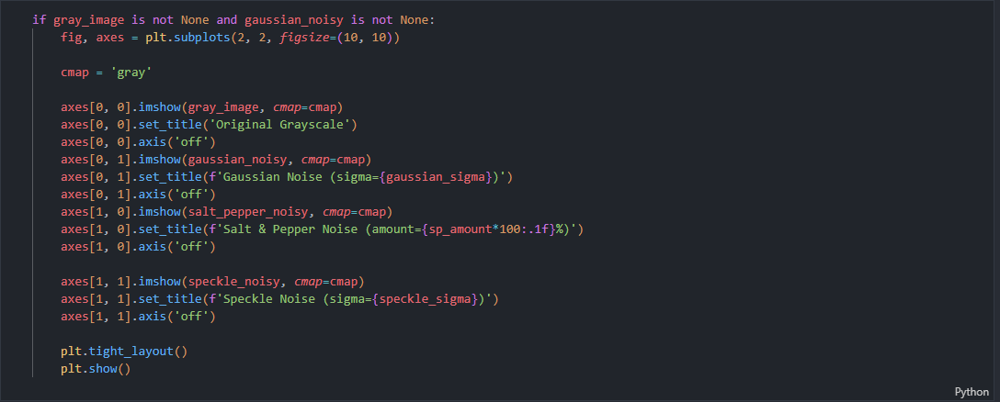 if gray_image is not None and gaussian_noisy is not None:
    fig, axes = plt.subplots(2, 2, figsize=(10, 10))

    cmap = 'gray'

    axes[0, 0].imshow(gray_image, cmap=cmap)
    axes[0, 0].set_title('Original Grayscale')
    axes[0, 0].axis('off')
    axes[0, 1].imshow(gaussian_noisy, cmap=cmap)
    axes[0, 1].set_title(f'Gaussian Noise (sigma={gaussian_sigma})')
    axes[0, 1].axis('off')
    axes[1, 0].imshow(salt_pepper_noisy, cmap=cmap)
    axes[1, 0].set_title(f'Salt & Pepper Noise (amount={sp_amount*100:.1f}%)')
    axes[1, 0].axis('off')

    axes[1, 1].imshow(speckle_noisy, cmap=cmap)
    axes[1, 1].set_title(f'Speckle Noise (sigma={speckle_sigma})')
    axes[1, 1].axis('off')

    plt.tight_layout()
    plt.show()
Python